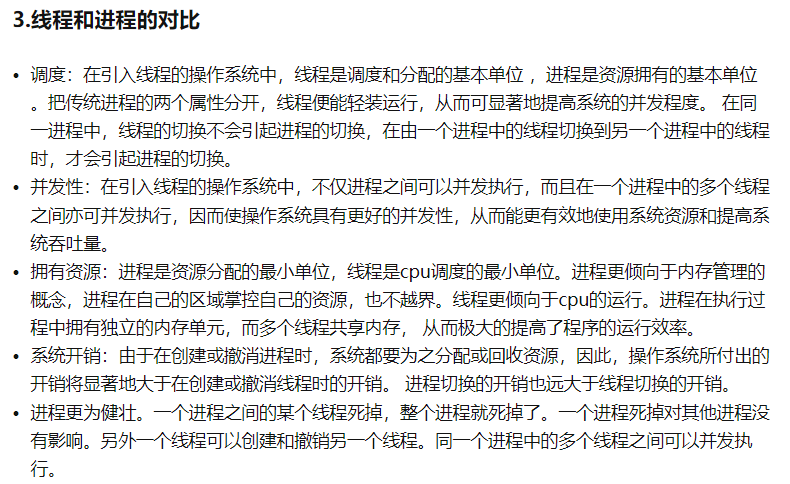 3.线程和进程的对比
• 调度：在引入线程的操作系统中，线程是调度和分配的基本单位 ，进程是资源拥有的基本单位
。把传统进程的两个属性分开，线程便能轻装运行，从而可显著地提高系统的并发程度。 在同
一进程中，线程的切换不会引起进程的切换，在由一个进程中的线程切换到另一个进程中的线程
时，才会引起进程的切换。
• 并发性：在引入线程的操作系统中，不仅进程之间可以并发执行，而且在一个进程中的多个线程
之间亦可并发执行，因而使操作系统具有更好的并发性，从而能更有效地使用系统资源和提高系
统吞吐量。
• 拥有资源：进程是资源分配的最小单位，线程是cpu调度的最小单位。进程更倾向于内存管理的
概念，进程在自己的区域掌控自己的资源，也不越界。线程更倾向于cpu的运行。进程在执行过
程中拥有独立的内存单元，而多个线程共享内存， 从而极大的提高了程序的运行效率。
• 系统开销：由于在创建或撤消进程时，系统都要为之分配或回收资源，因此，操作系统所付出的
开销将显著地大于在创建或撤消线程时的开销。 进程切换的开销也远大于线程切换的开销。
• 进程更为健壮。一个进程之间的某个线程死掉，整个进程就死掉了。一个进程死掉对其他进程没
有影响。另外一个线程可以创建和撤销另一个线程。同一个进程中的多个线程之间可以并发执
行。